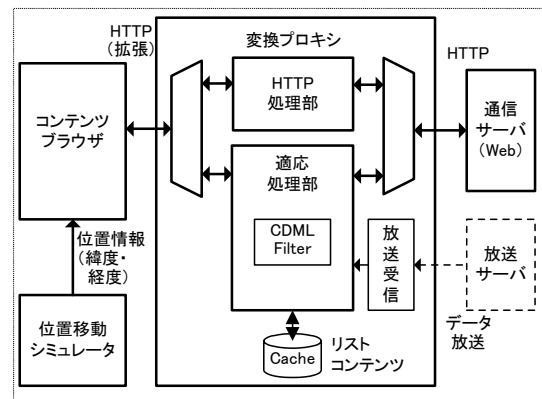 HTTP
(拡張)
変換プロキシ
HTTP
HTTP
処理部
コンテンツ
ブラウザ
通信
サーバ
(Web)
適応
処理部
CDML
Filter
放送受信
放送
サーバ
位置情報
(緯度・
経度)
位置移動
シミュレータ
データ
放送
Cache
リスト
コンテンツ